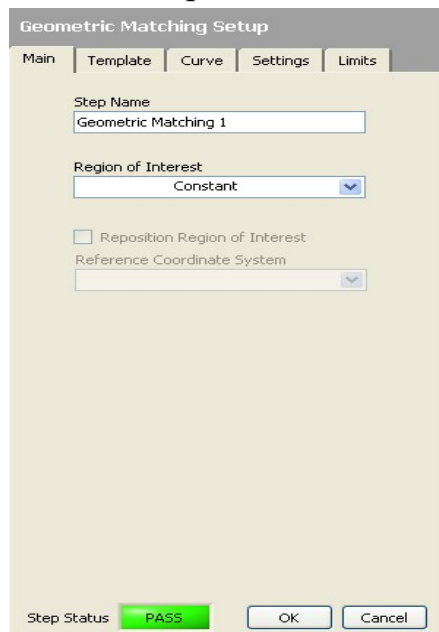 Geometric Matching Setup
Main Template Curve Settings Limits
Step Name
Geometric Matching 1
Region of Interest
Constant
Reposition Region of Interest
Reference Coordinate System
Step Status PASS OK Cancel